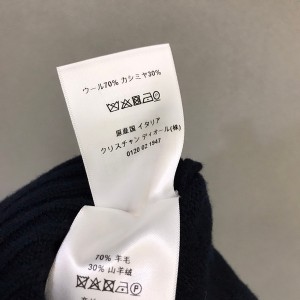 ウール70% カシミヤ30%
原産国 イタリア
クリスチャン ディオール(株)
0120 02 1947
70% 羊毛
30% 山羊绒